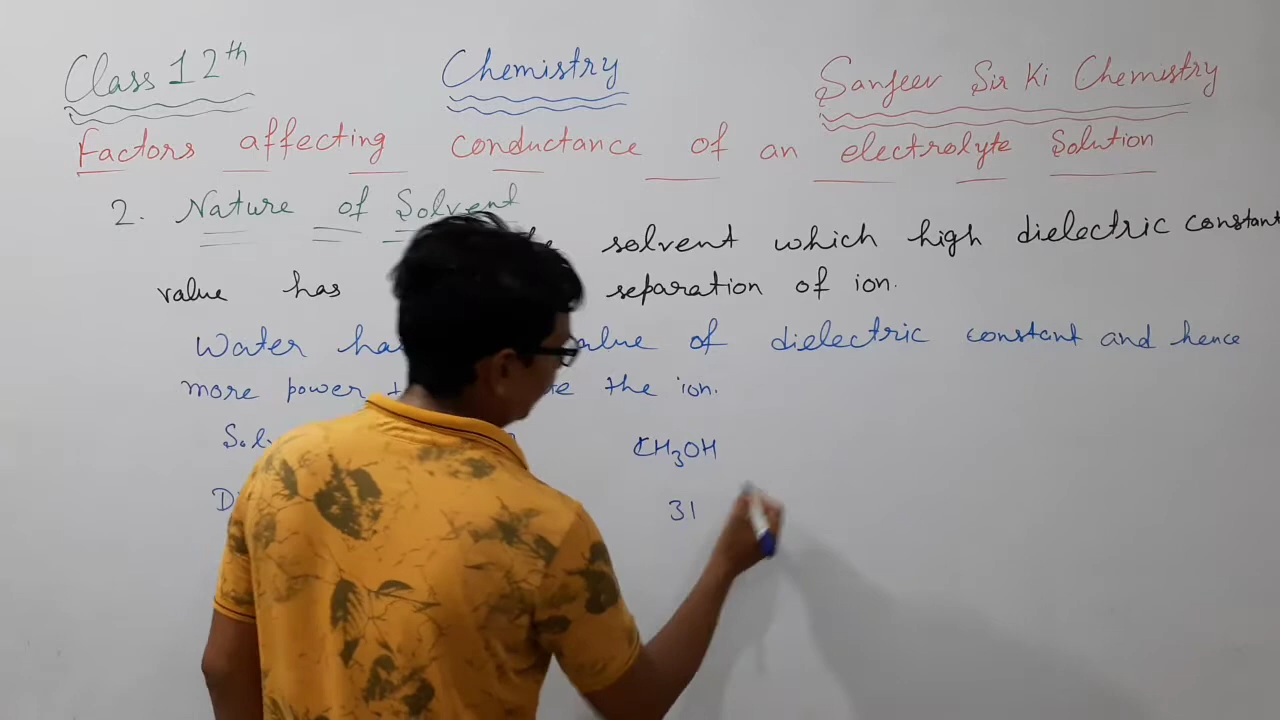 Class 12th Chemistry Sanjeev Sir Ki Chemistry
Factors affecting conductance of an electrolyte Solution
2. Nature of Solvent
solvent which high dielectric constant
value has separation of ion.
Water has value of dielectric constant and hence
more power the ion.
CH3OH
31